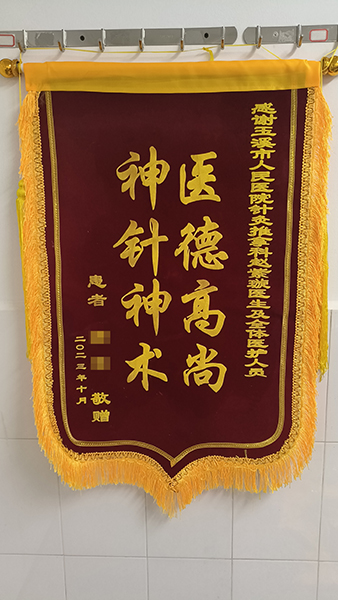 感谢玉溪市人民医院针灸推拿科赵紫璇医生及全体医护人员
医德高尚
神针神术
患者 敬赠
二〇二三年十月